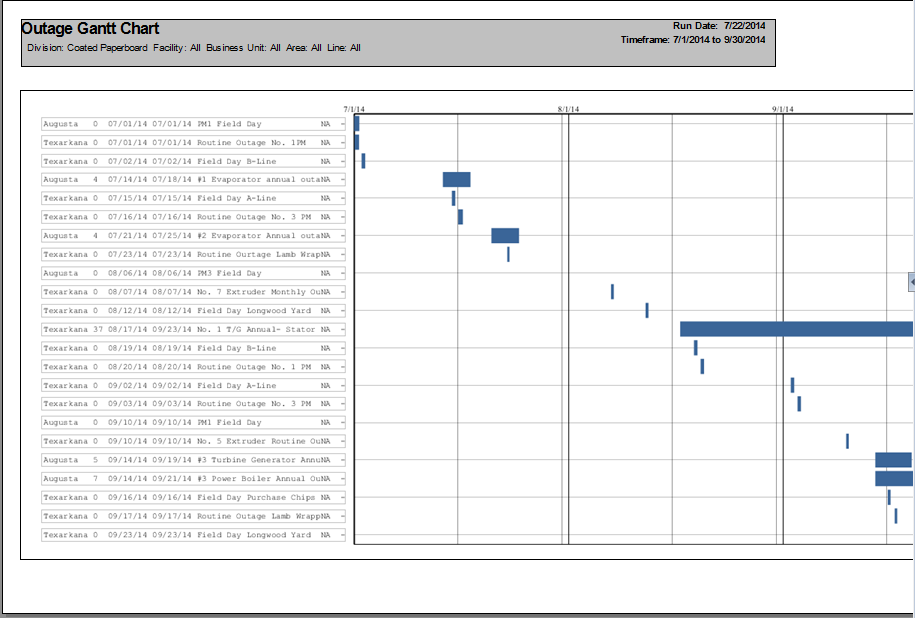 Outage Gantt Chart
Run Date: 7/22/2014
Division: Coated Paperboard Facility: All Business Unit: All Area: All Line: All
Timeframe: 7/1/2014 to 9/30/2014
7/1/14 8/1/14 9/1/14
Augusta 0 07/01/14 07/01/14 PM1 Field Day NA -
Texarkana 0 07/01/14 07/01/14 Routine Outage No. 1PM NA -
Texarkana 0 07/02/14 07/02/14 Field Day B-Line NA -
Augusta 4 07/14/14 07/18/14 #1 Evaporator annual outaNA -
Texarkana 0 07/15/14 07/15/14 Field Day A-Line NA -
Texarkana 0 07/16/14 07/16/14 Routine Outage No. 3 PM NA -
Augusta 4 07/21/14 07/25/14 #2 Evaporator Annual outaNA -
Texarkana 0 07/23/14 07/23/14 Routine Ourtage Lamb WrapNA -
Augusta 0 08/06/14 08/06/14 PM3 Field Day NA -
Texarkana 0 08/07/14 08/07/14 No. 7 Extruder Monthly OuNA -
Texarkana 0 08/12/14 08/12/14 Field Day Longwood Yard NA -
Texarkana 37 08/17/14 09/23/14 No. 1 T/G Annual- Stator NA -
Texarkana 0 08/19/14 08/19/14 Field Day B-Line NA -
Texarkana 0 08/20/14 08/20/14 Routine Outage No. 1 PM NA -
Texarkana 0 09/02/14 09/02/14 Field Day A-Line NA -
Texarkana 0 09/03/14 09/03/14 Routine Outage No. 3 PM NA -
Augusta 0 09/10/14 09/10/14 PM1 Field Day NA -
Texarkana 0 09/10/14 09/10/14 No. 5 Extruder Routine OuNA -
Augusta 5 09/14/14 09/19/14 #3 Turbine Generator AnnuNA -
Augusta 7 09/14/14 09/21/14 #3 Power Boiler Annual OuNA -
Texarkana 0 09/16/14 09/16/14 Field Day Purchase Chips NA -
Texarkana 0 09/17/14 09/17/14 Routine Outage Lamb WrappNA -
Texarkana 0 09/23/14 09/23/14 Field Day Longwood Yard NA -